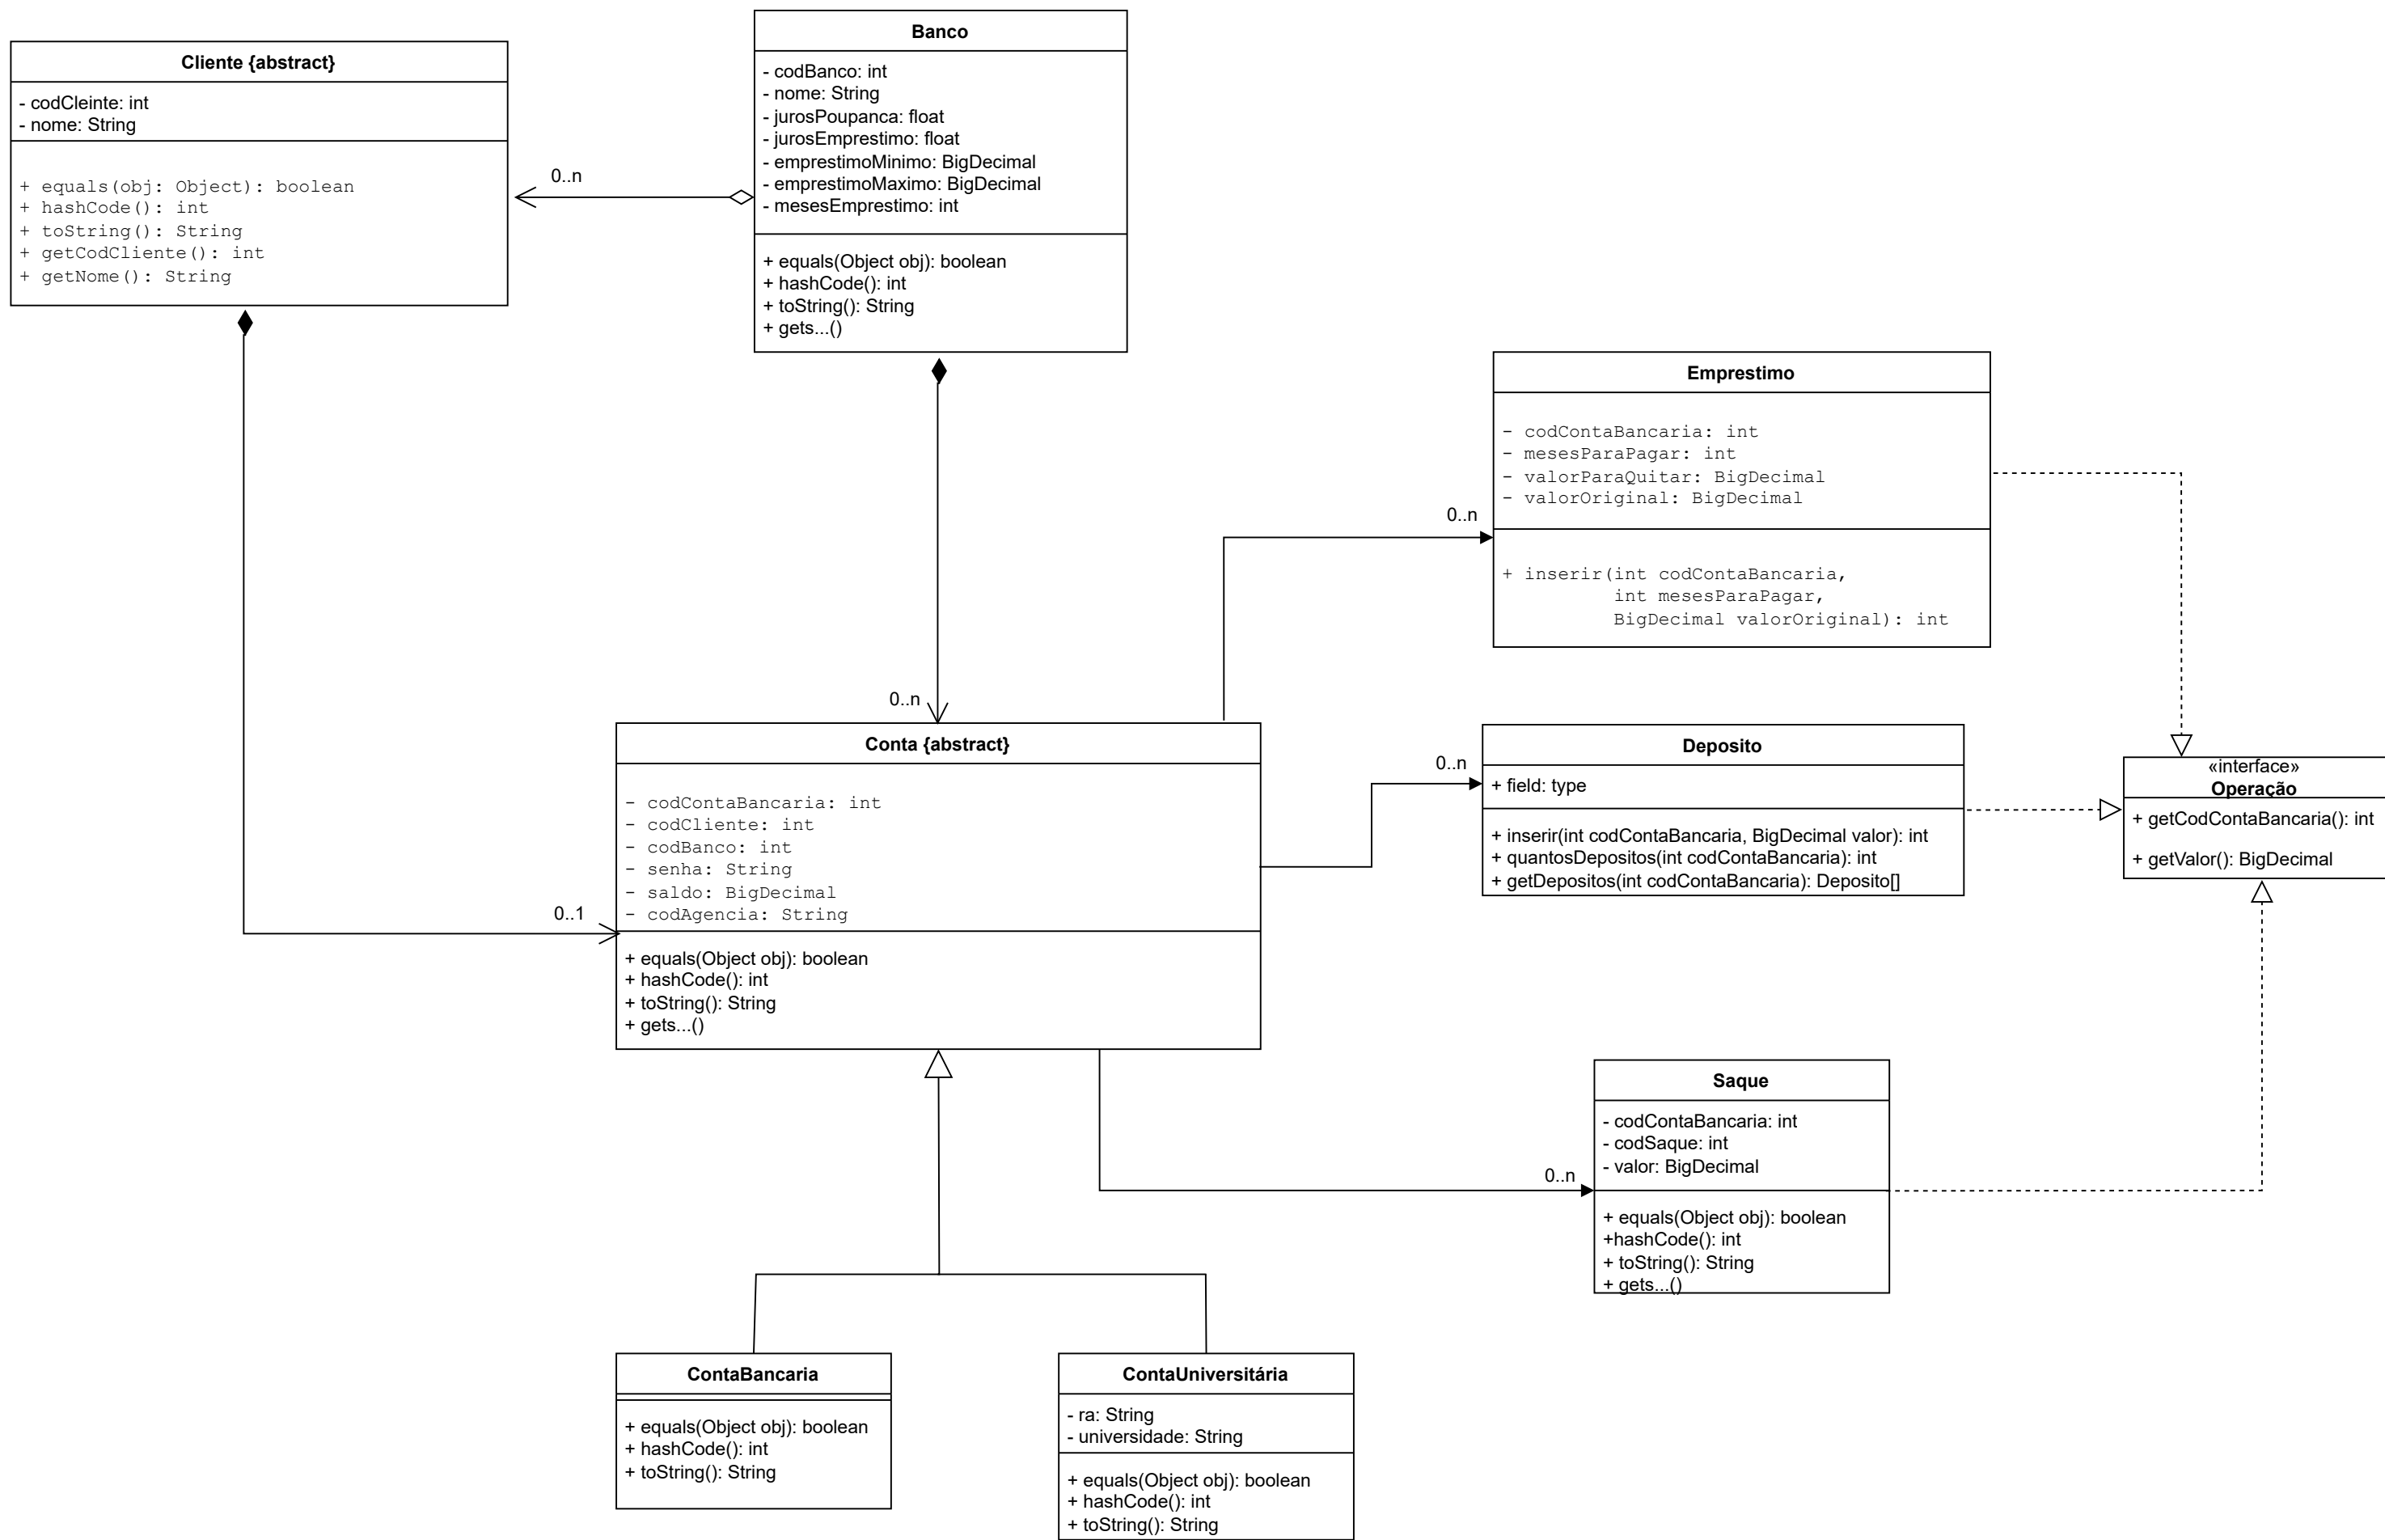 Cliente {abstract}
- codCleinte: int
- nome: String
+ equals(obj: Object): boolean
+ hashCode(): int
+ toString(): String
+ getCodCliente(): int
+ getNome(): String
0..n
Banco
- codBanco: int
- nome: String
- jurosPoupanca: float
- jurosEmprestimo: float
- emprestimoMinimo: BigDecimal
- emprestimoMaximo: BigDecimal
- mesesEmprestimo: int
+ equals(Object obj): boolean
+ hashCode(): int
+ toString(): String
+ gets...()
Emprestimo
- codContaBancaria: int
- mesesParaPagar: int
- valorParaQuitar: BigDecimal
- valorOriginal: BigDecimal
+ inserir(int codContaBancaria,
int mesesParaPagar,
BigDecimal valorOriginal): int
0..n
0..n
Conta {abstract}
- codContaBancaria: int
- codCliente: int
- codBanco: int
- senha: String
- saldo: BigDecimal
- codAgencia: String
+ equals(Object obj): boolean
+ hashCode(): int
+ toString(): String
+ gets...()
0..1
0..n
Deposito
+ field: type
+ inserir(int codContaBancaria, BigDecimal valor): int
+ quantosDepositos(int codContaBancaria): int
+ getDepositos(int codContaBancaria): Deposito[]
«interface»
Operação
+ getCodContaBancaria(): int
+ getValor(): BigDecimal
0..n
Saque
- codContaBancaria: int
- codSaque: int
- valor: BigDecimal
+ equals(Object obj): boolean
+hashCode(): int
+ toString(): String
+ gets...()
ContaBancaria
+ equals(Object obj): boolean
+ hashCode(): int
+ toString(): String
ContaUniversitária
- ra: String
- universidade: String
+ equals(Object obj): boolean
+ hashCode(): int
+ toString(): String